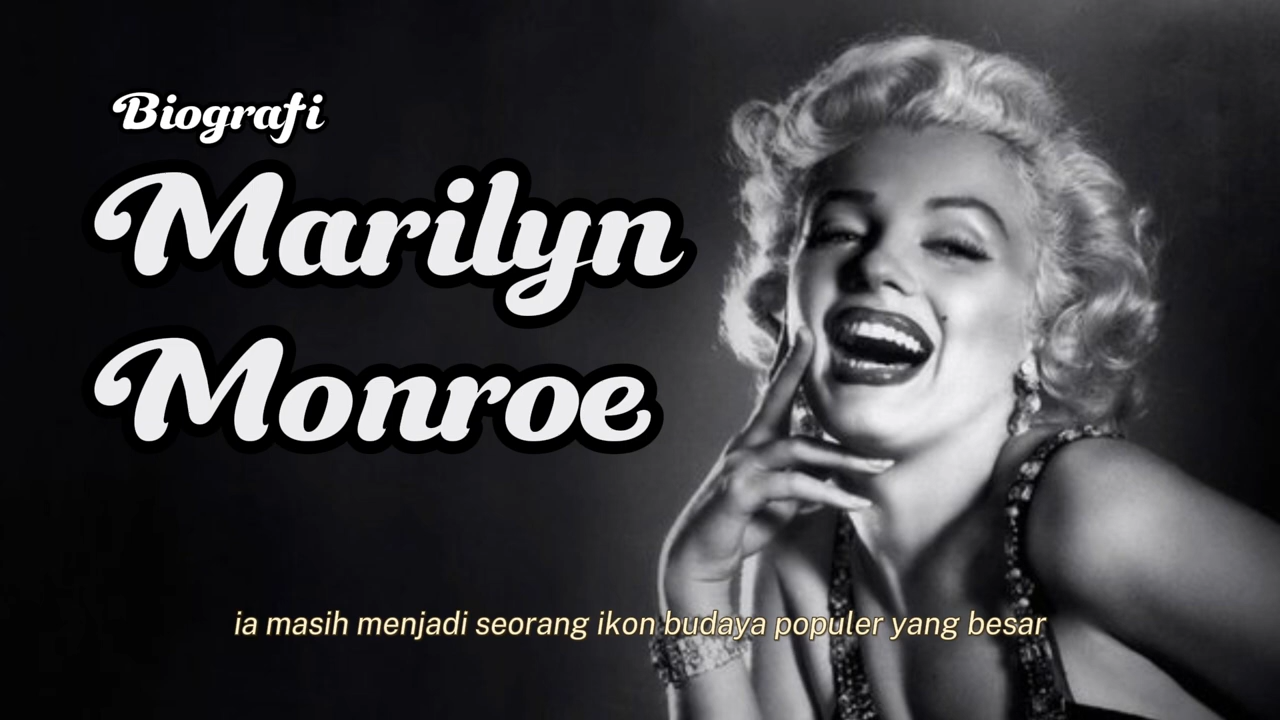 Biografi
Marilyn
Monroe
ia masih menjadi seorang ikon budaya populer yang besar